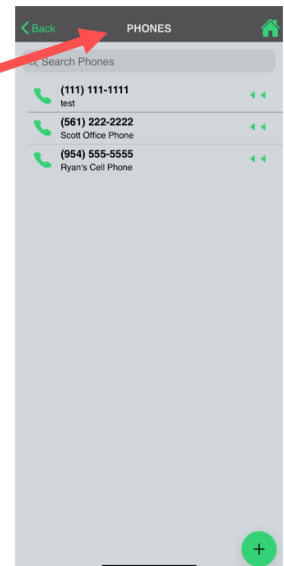 Back
PHONES
Search Phones
(111) 111-1111
test
(561) 222-2222
Scott Office Phone
(954) 555-5555
Ryan's Cell Phone
+